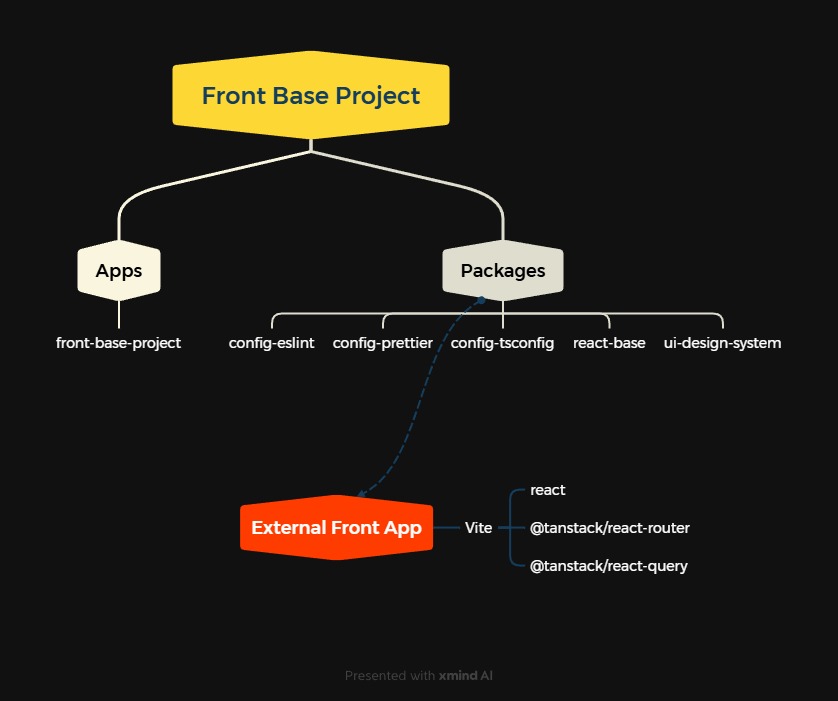 Front Base Project
Apps
Packages
front-base-project
config-eslint
config-prettier
config-tsconfig
react-base
ui-design-system
External Front App
Vite
react
@tanstack/react-router
@tanstack/react-query
Presented with xmind AI